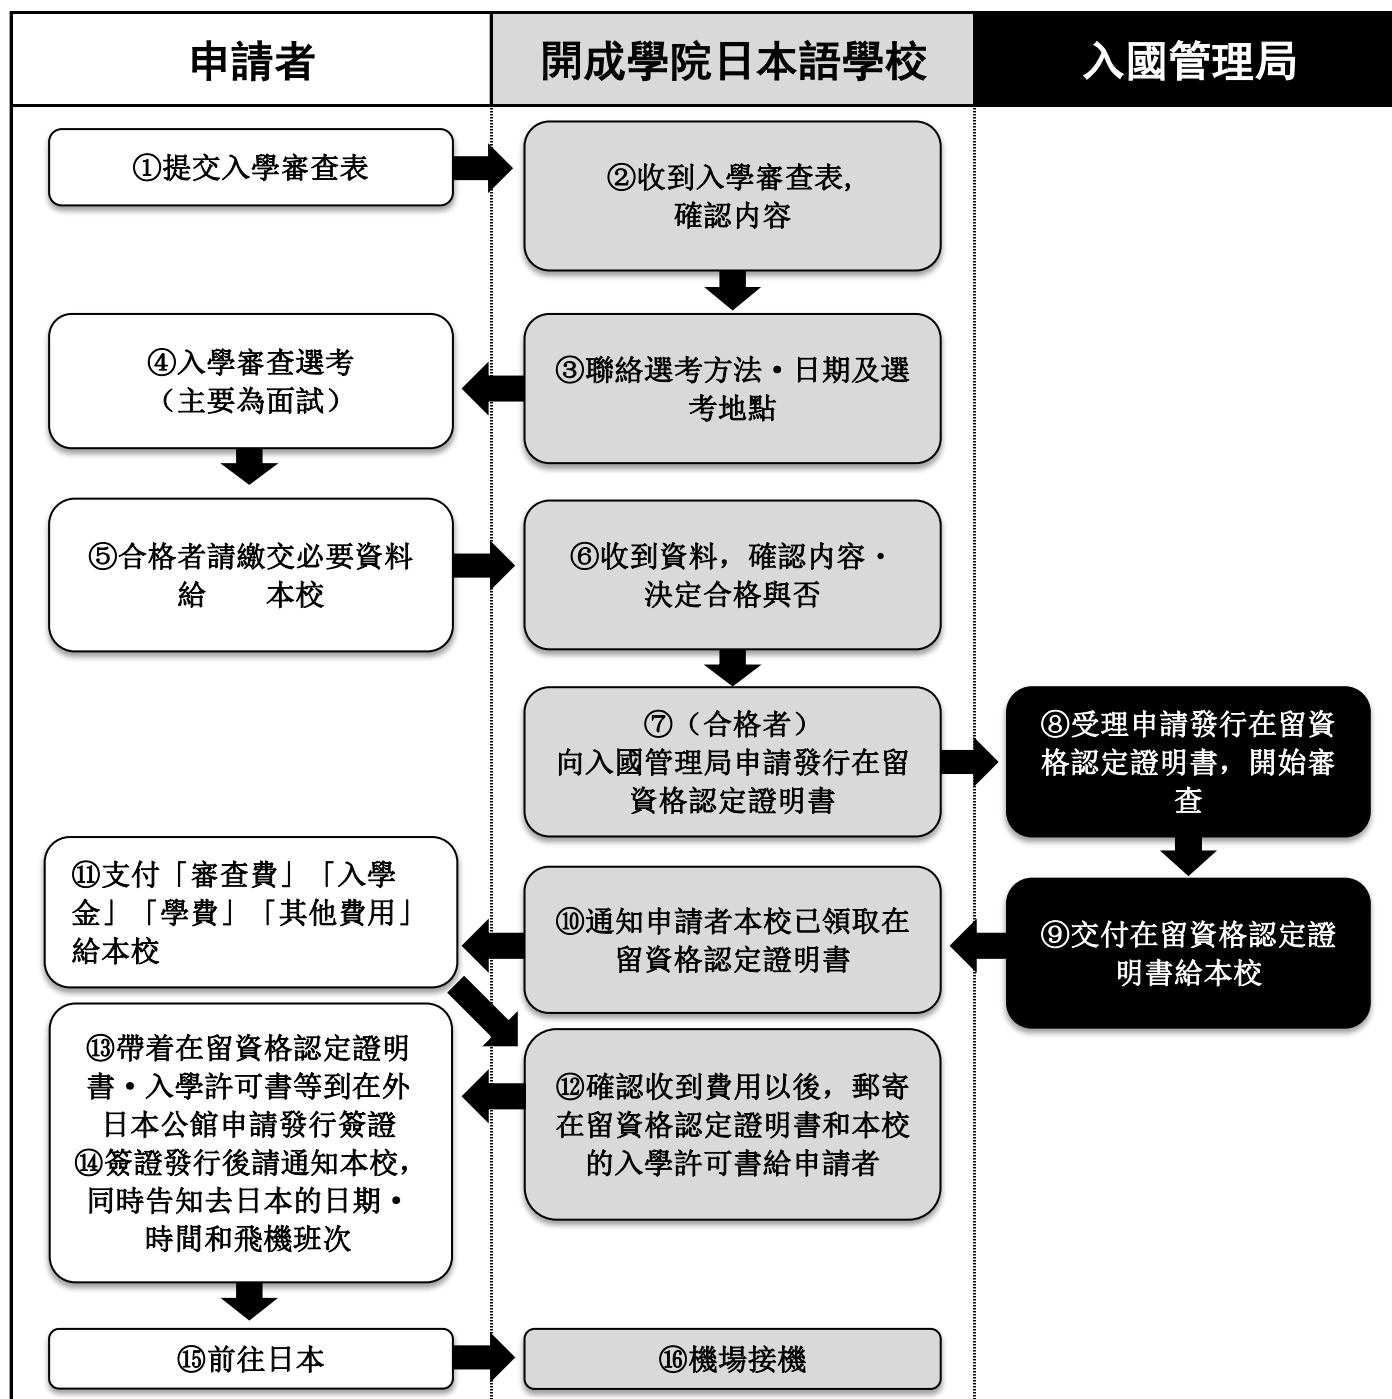 申請者
開成學院日本語學校
入國管理局
①提交入學審查表
②收到入學審查表,
確認内容
③聯絡選考方法・日期及選
考地點
④入學審查選考
（主要為面試）
⑤合格者請繳交必要資料
給　　本校
⑥收到資料，確認内容・
決定合格與否
⑦（合格者）
向入國管理局申請發行在留
資格認定證明書
⑧受理申請發行在留資
格認定證明書，開始審
查
⑨交付在留資格認定證
明書給本校
⑩通知申請者本校已領取在
留資格認定證明書
⑪支付「審查費」「入學
金」「學費」「其他費用」
給本校
⑫確認收到費用以後，郵寄
在留資格認定證明書和本校
的入學許可書給申請者
⑬帶着在留資格認定證明
書・入學許可書等到在外
日本公館申請發行簽證
⑭簽證發行後請通知本校，
同時告知去日本的日期・
時間和飛機班次
⑮前往日本
⑯機場接機